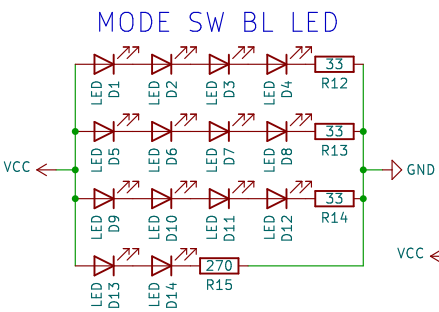 MODE SW BL LED
LED D1 LED D2 LED D3 LED D4 33 R12
LED D5 LED D6 LED D7 LED D8 33 R13
VCC GND
LED D9 LED D10 LED D11 LED D12 33 R14
VCC
LED D13 LED D14 270 R15